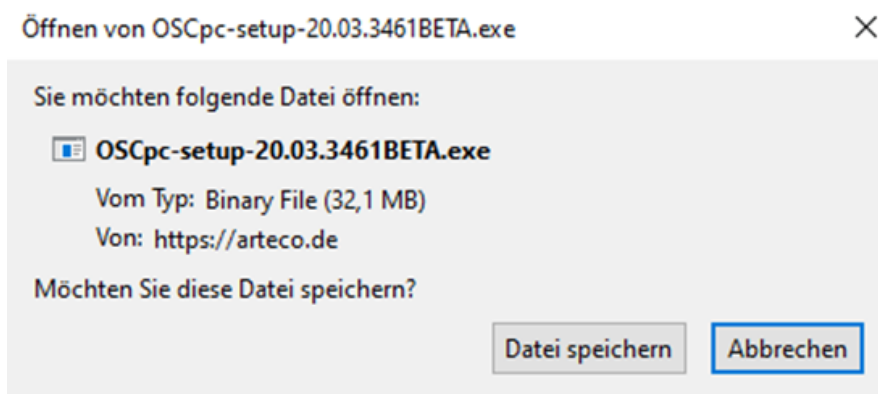 Öffnen von OSCpc-setup-20.03.3461BETA.exe
Sie möchten folgende Datei öffnen:
OSCpc-setup-20.03.3461BETA.exe
Vom Typ: Binary File (32,1 MB)
Von: https://arteco.de
Möchten Sie diese Datei speichern?
Datei speichern Abbrechen